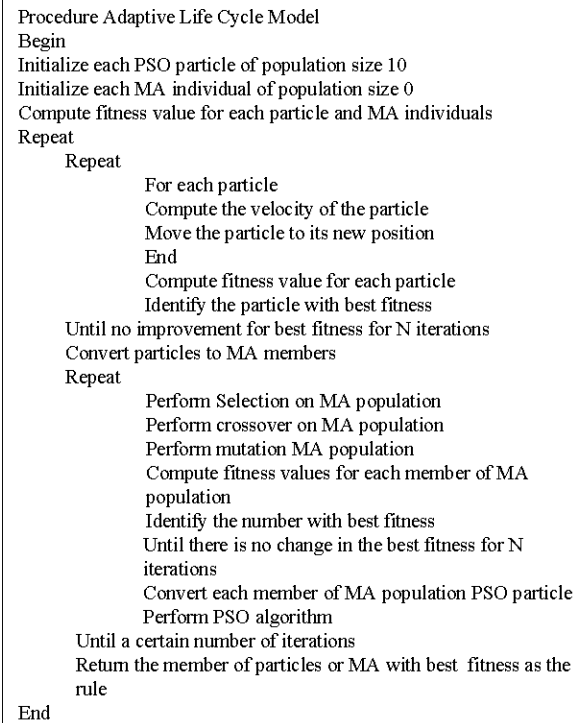 Procedure Adaptive Life Cycle Model
Begin
Initialize each PSO particle of population size 10
Initialize each MA individual of population size 0
Compute fitness value for each particle and MA individuals
Repeat
Repeat
For each particle
Compute the velocity of the particle
Move the particle to its new position
End
Compute fitness value for each particle
Identify the particle with best fitness
Until no improvement for best fitness for N iterations
Convert particles to MA members
Repeat
Perform Selection on MA population
Perform crossover on MA population
Perform mutation MA population
Compute fitness values for each member of MA
population
Identify the number with best fitness
Until there is no change in the best fitness for N
iterations
Convert each member of MA population PSO particle
Perform PSO algorithm
Until a certain number of iterations
Return the member of particles or MA with best fitness as the
rule
End